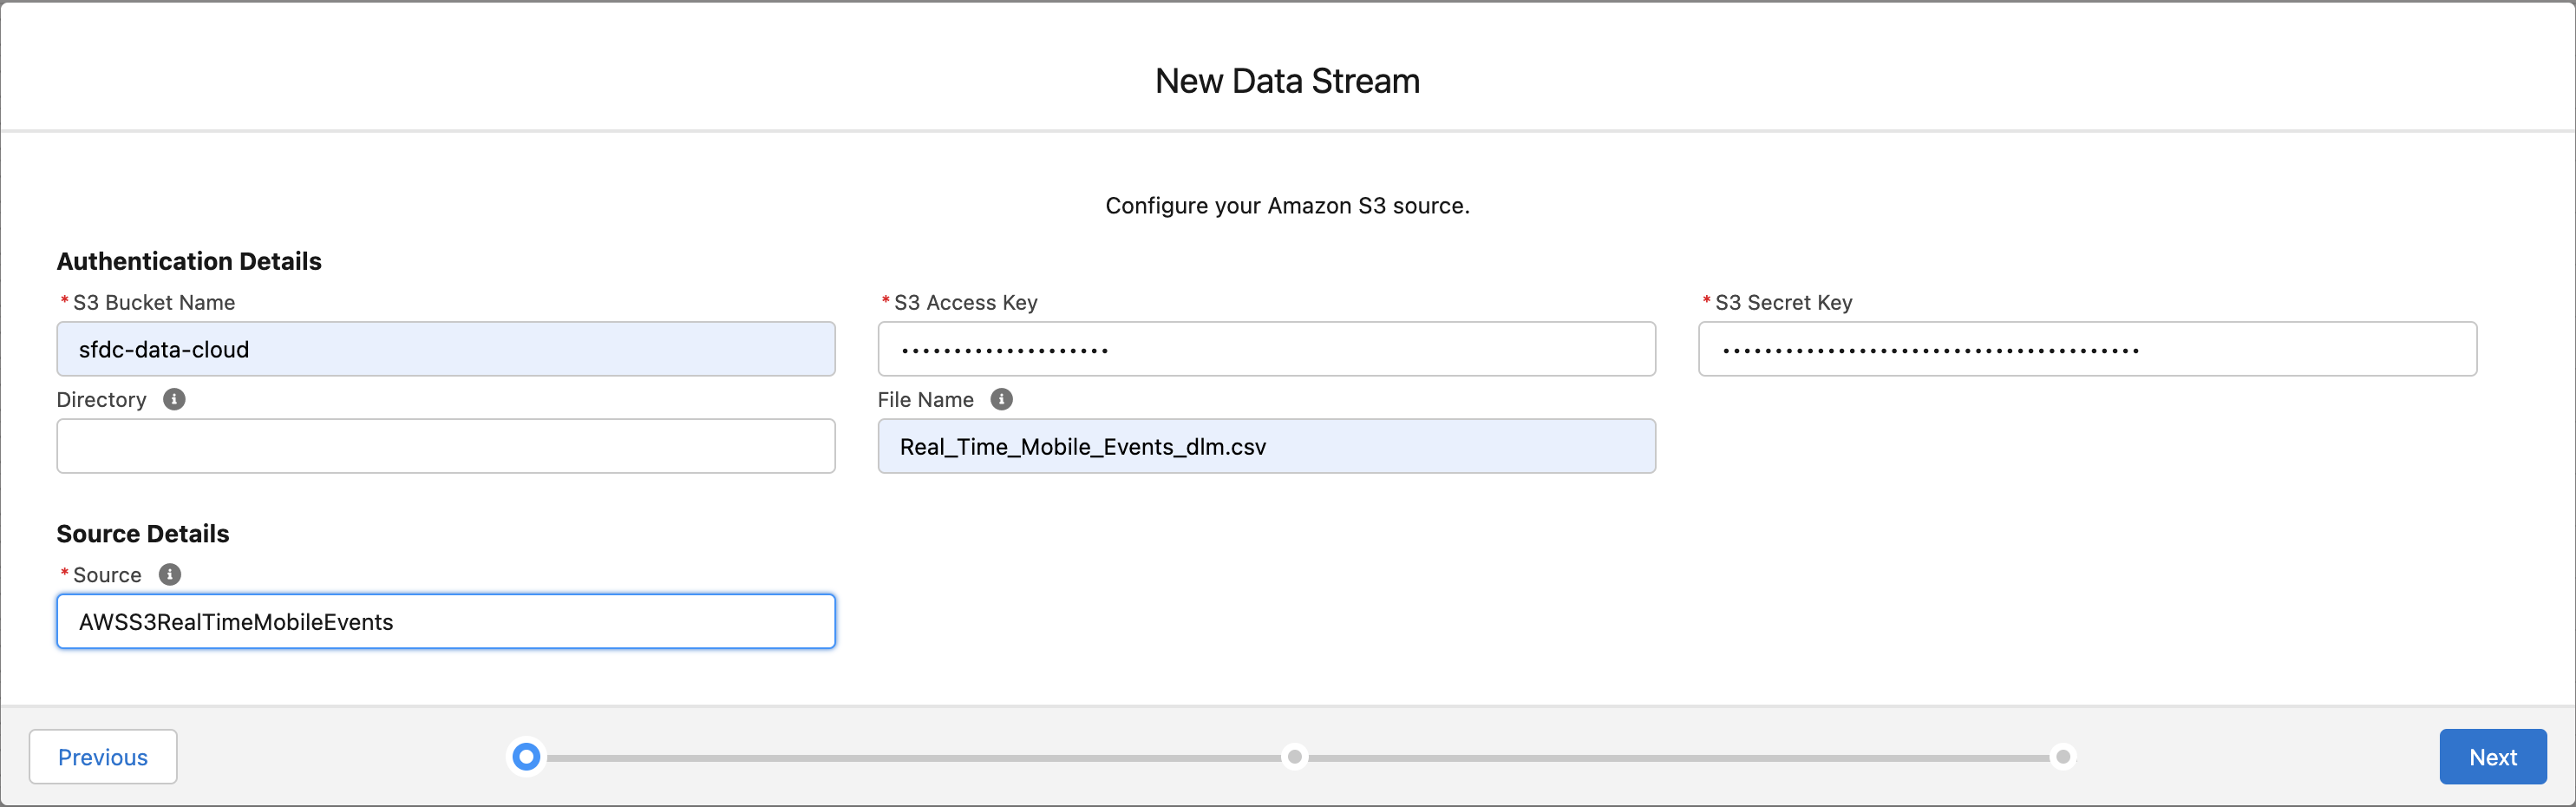 New Data Stream
Configure your Amazon S3 source.
Authentication Details
* S3 Bucket Name
* S3 Access Key
* S3 Secret Key
sfdc-data-cloud
••••••••••••••••••••
••••••••••••••••••••••••••••••••••••••••
Directory
File Name
Real_Time_Mobile_Events_dlm.csv
Source Details
* Source
AWSS3RealTimeMobileEvents
Previous
Next